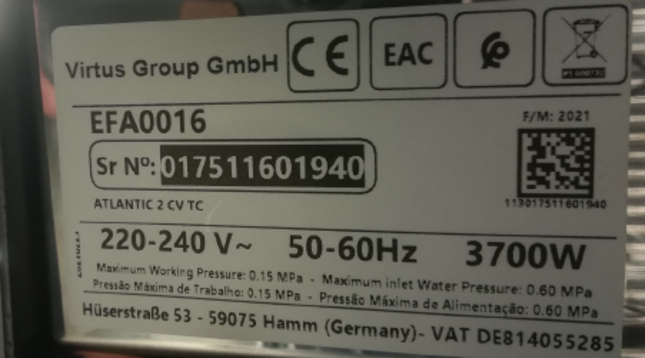 Virtus Group GmbH
CE
EAC
EFA0016
F/M: 2021
Sr Nº: 017511601940
113017511601940
ATLANTIC 2 CV TC
220-240 V~ 50-60Hz 3700W
Maximum Working Pressure: 0.15 MPa - Maximum inlet Water Pressure: 0.60 MPa
Pressão Máxima de Trabalho: 0.15 MPa - Pressão Máxima de Alimentação: 0.60 MPa
Hüserstraße 53 - 59075 Hamm (Germany)- VAT DE814055285